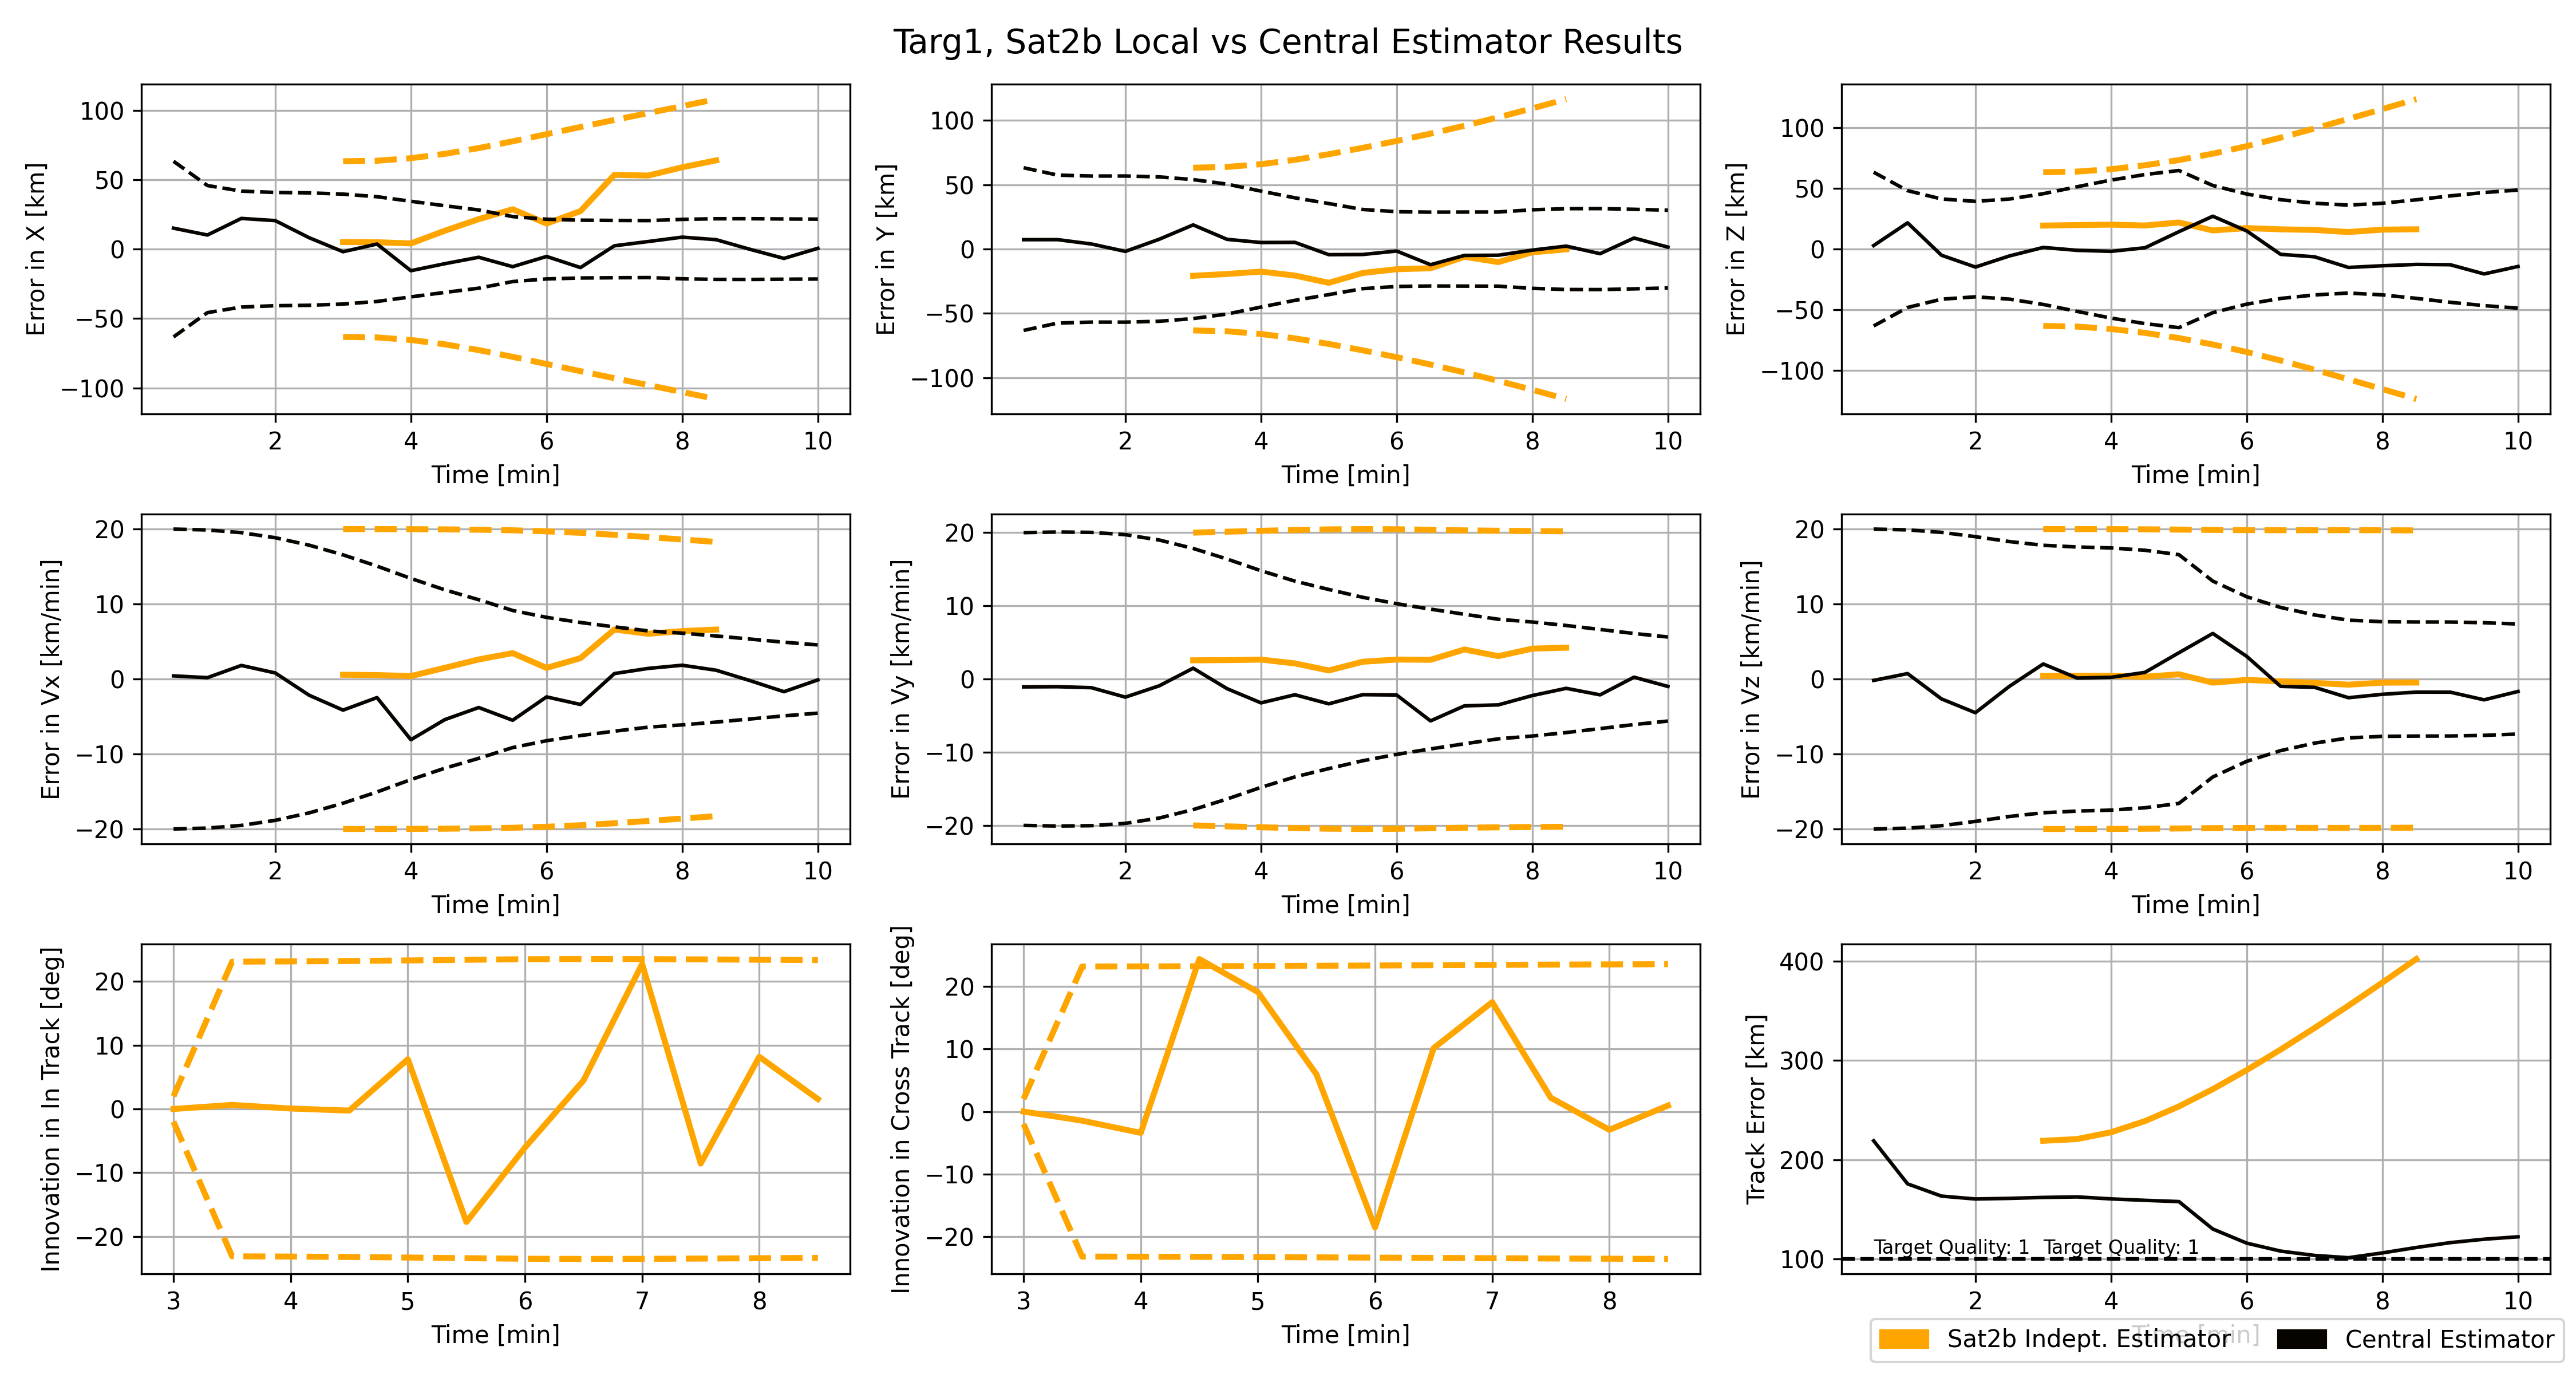 Targ1, Sat2b Local vs Central Estimator Results
Error in X [km]
100
50
0
−50
−100
2 4 6 8 10
Time [min]
Error in Y [km]
100
50
0
−50
−100
2 4 6 8 10
Time [min]
Error in Z [km]
100
50
0
−50
−100
2 4 6 8 10
Time [min]
Error in Vx [km/min]
20
10
0
−10
−20
2 4 6 8 10
Time [min]
Error in Vy [km/min]
20
10
0
−10
−20
2 4 6 8 10
Time [min]
Error in Vz [km/min]
20
10
0
−10
−20
2 4 6 8 10
Time [min]
Innovation in In Track [deg]
20
10
0
−10
−20
3 4 5 6 7 8
Time [min]
Innovation in Cross Track [deg]
20
10
0
−10
−20
3 4 5 6 7 8
Time [min]
Track Error [km]
400
300
200
100
Target Quality: 1 Target Quality: 1
2 4 6 8 10
Time [min]
Sat2b Indept. Estimator Central Estimator